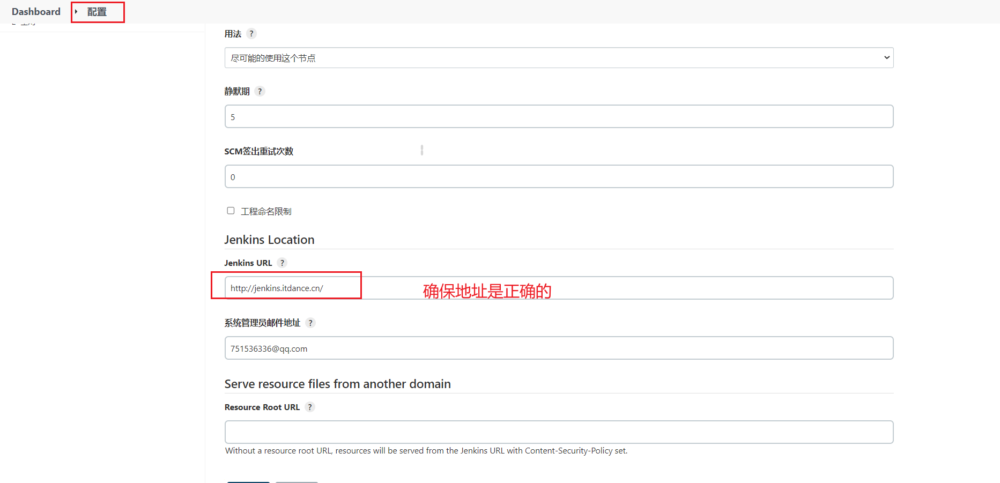 Dashboard
配置
用法 ?
尽可能的使用这个节点
静默期 ?
5
SCM签出重试次数
0
工程命名限制
Jenkins Location
Jenkins URL ?
http://jenkins.itdance.cn/
确保地址是正确的
系统管理员邮件地址 ?
751536336@qq.com
Serve resource files from another domain
Resource Root URL ?
Without a resource root URL, resources will be served from the Jenkins URL with Content-Security-Policy set.